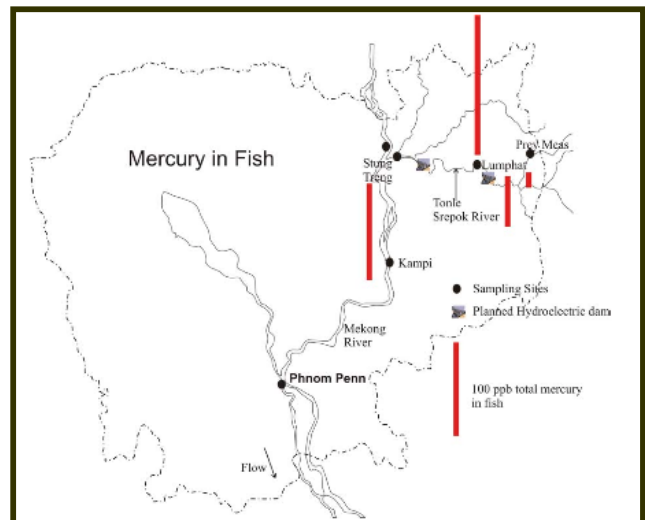 Mercury in Fish
Stung
Treng
Prey Meas
Lumphat
Tonle
Srepok River
Kampi
Sampling Sites
Planned Hydroelectric dam
Mekong
River
Phnom Penn
100 ppb total mercury
in fish
Flow